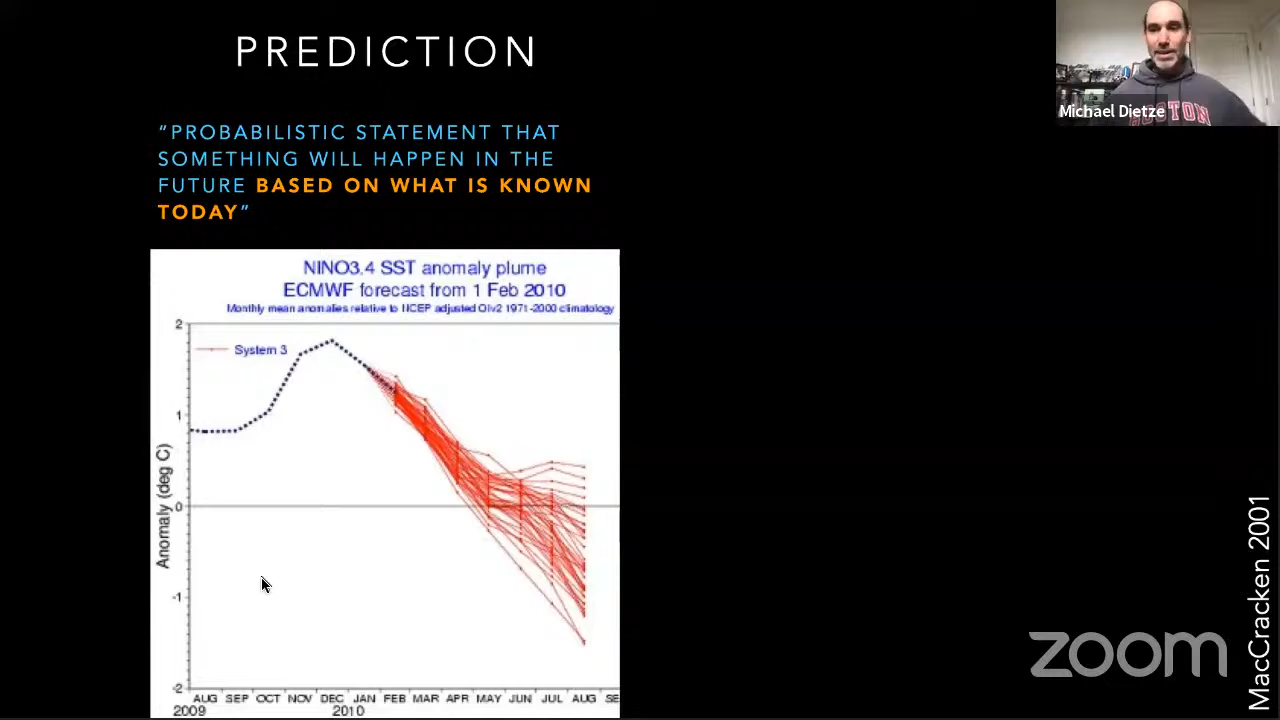 PREDICTION
“PROBABILISTIC STATEMENT THAT
SOMETHING WILL HAPPEN IN THE
FUTURE BASED ON WHAT IS KNOWN
TODAY”
NINO3.4 SST anomaly plume
ECMWF forecast from 1 Feb 2010
Monthly mean anomalies relative to NCEP adjusted OIv2 1971-2000 climatology
System 3
Anomaly (deg C)
2
1
0
-1
-2
AUG SEP OCT NOV DEC JAN FEB MAR APR MAY JUN JUL AUG SE
2009 2010
Michael Dietze
MacCracken 2001
zoom